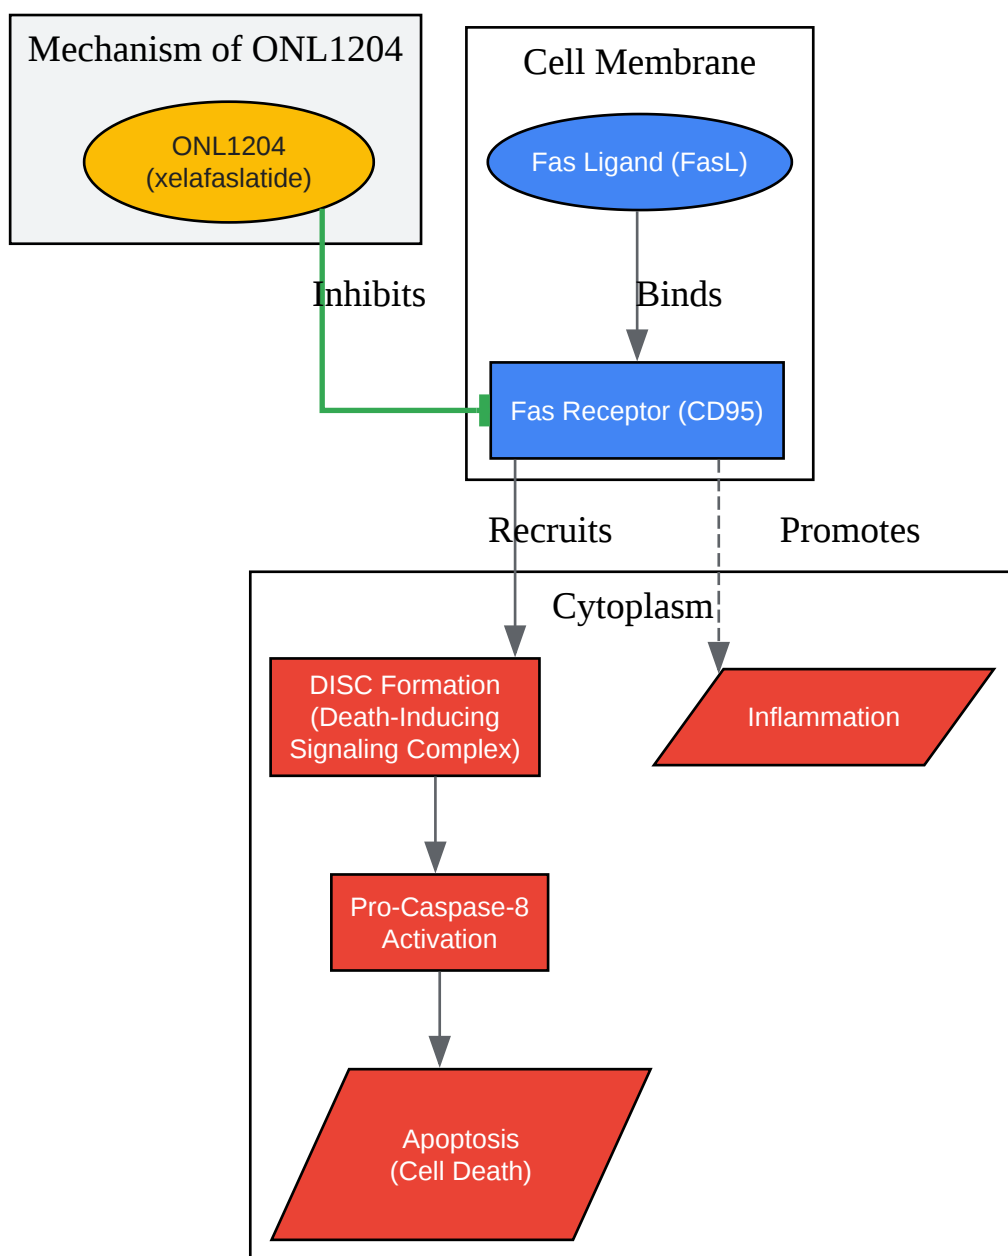 Mechanism of ONL1204
ONL1204
(xelafaslatide)
Cell Membrane
Fas Ligand (FasL)
Inhibits
Binds
Fas Receptor (CD95)
Recruits
Promotes
Cytoplasm
DISC Formation
(Death-Inducing
Signaling Complex)
Inflammation
Pro-Caspase-8
Activation
Apoptosis
(Cell Death)